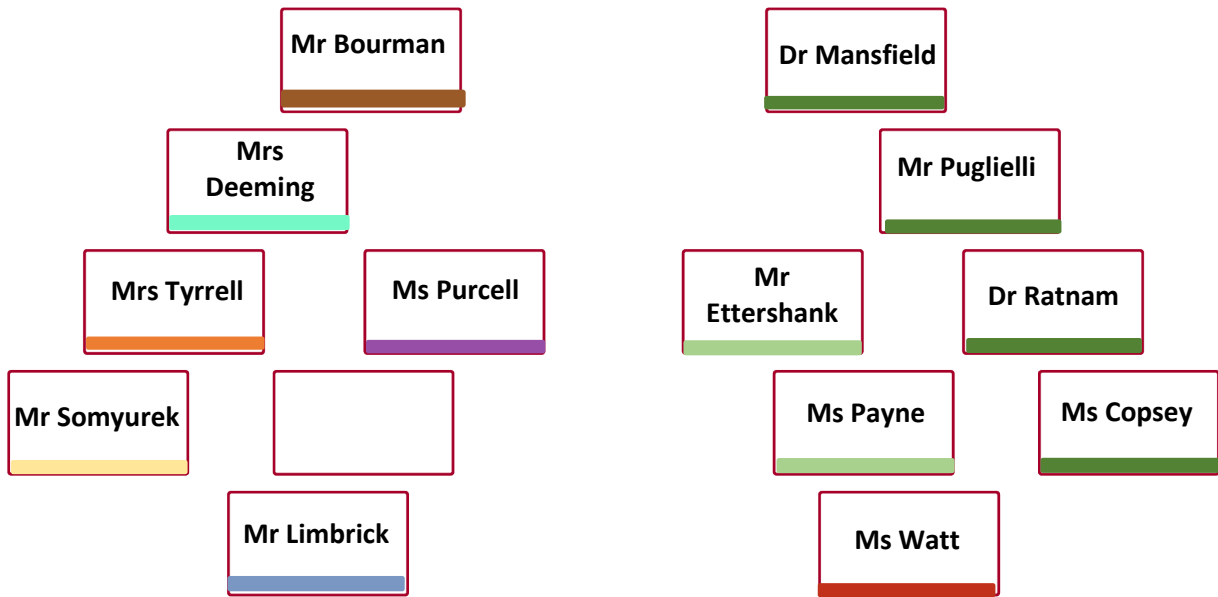 Mr Bourman
Dr Mansfield
Mrs
Deeming
Mr Puglielli
Mrs Tyrrell
Ms Purcell
Mr
Ettershank
Dr Ratnam
Mr Somyurek
Ms Payne
Ms Copsey
Mr Limbrick
Ms Watt